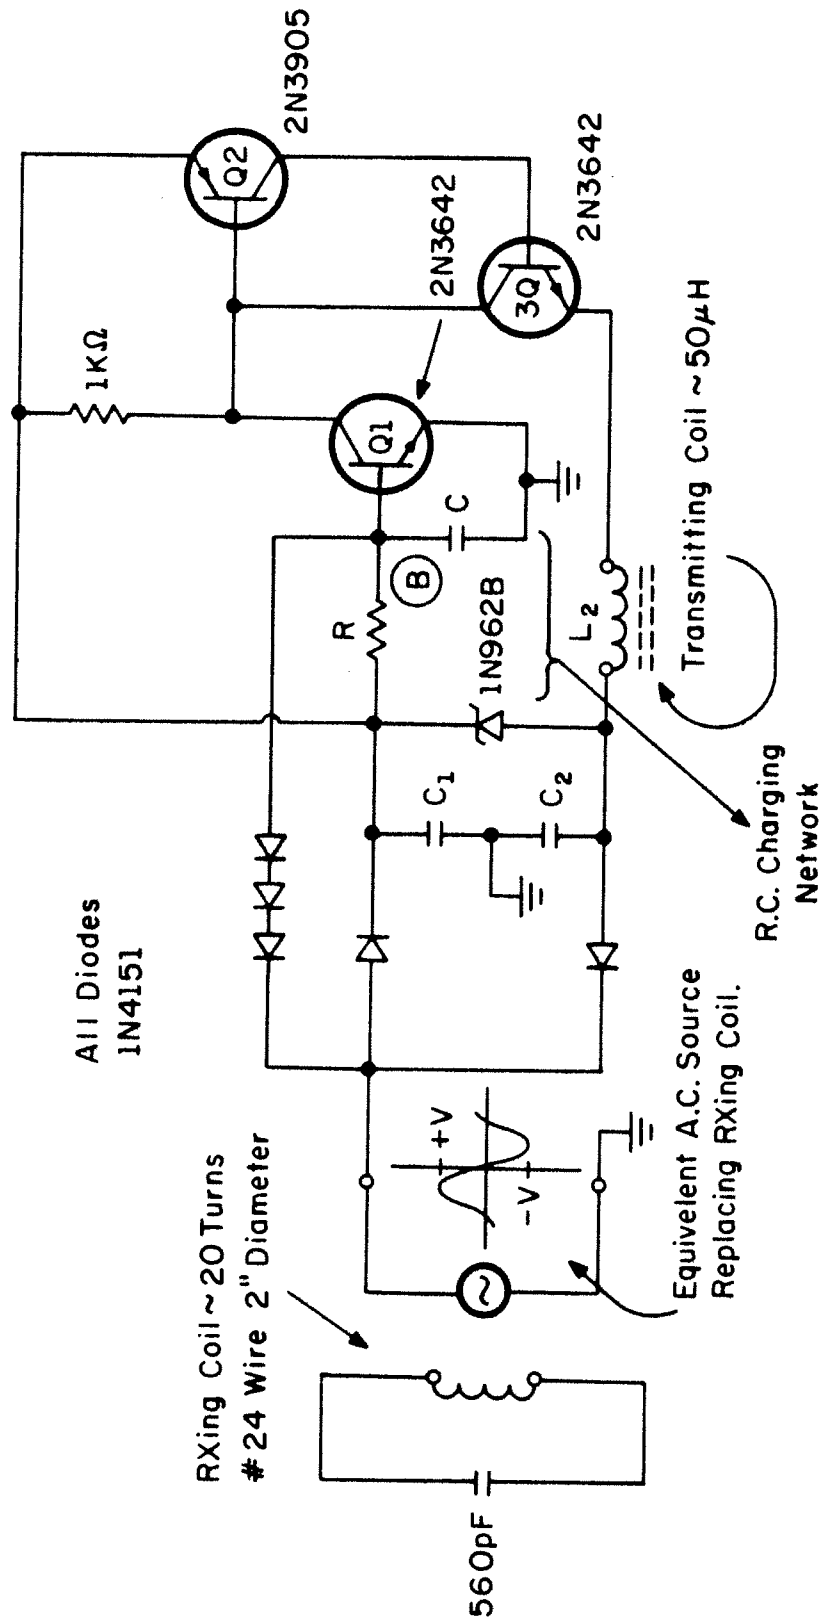 All Diodes
1N4151
RXing Coil ~ 20 Turns
#24 Wire 2" Diameter
560pF
~
+V
-V
Equivelent A.C. Source
Replacing RXing Coil.
C1
C2
1N962B
R
B
C
R.C. Charging
Network
L2
Transmitting Coil ~ 50μH
1KΩ
Q1
2N3642
Q2
2N3905
3Q
2N3642